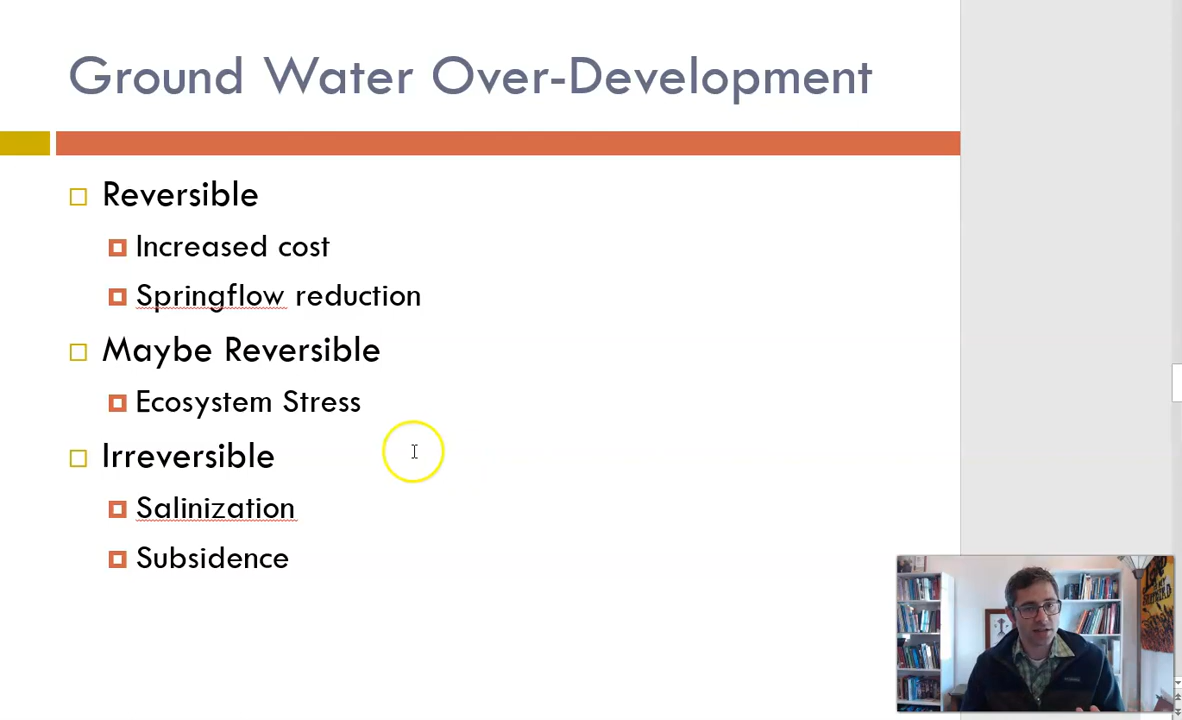 Ground Water Over-Development
Reversible
Increased cost
Springflow reduction
Maybe Reversible
Ecosystem Stress
Irreversible
Salinization
Subsidence